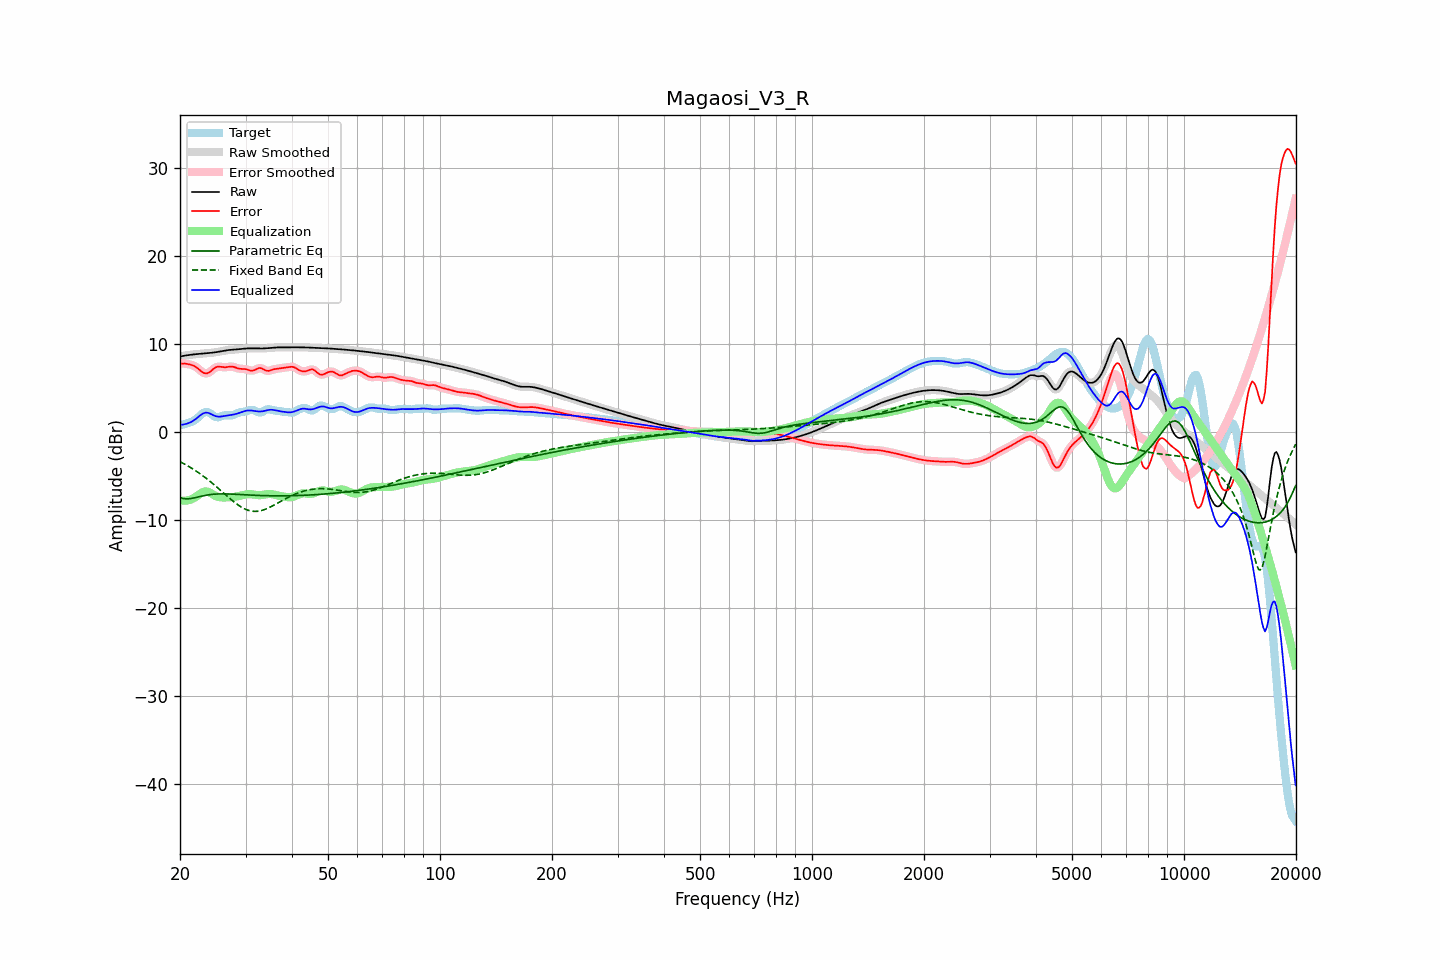 Magaosi_V3_R
Target
Raw Smoothed
Error Smoothed
Raw
Error
Equalization
Parametric Eq
Fixed Band Eq
Equalized
Amplitude (dBr)
30
20
10
0
−10
−20
−30
−40
20 50 100 200 500 1000 2000 5000 10000 20000
Frequency (Hz)